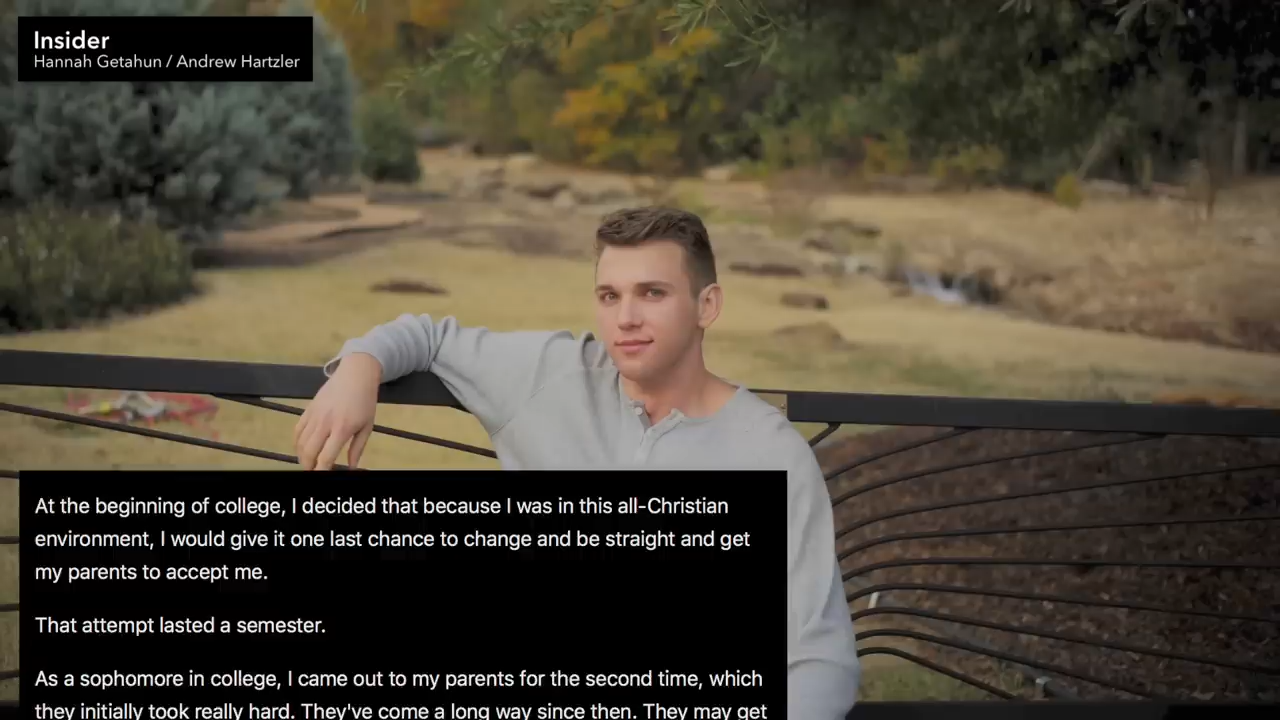 Insider
Hannah Getahun / Andrew Hartzler
At the beginning of college, I decided that because I was in this all-Christian
environment, I would give it one last chance to change and be straight and get
my parents to accept me.
That attempt lasted a semester.
As a sophomore in college, I came out to my parents for the second time, which
they initially took really hard. They've come a long way since then. They may get